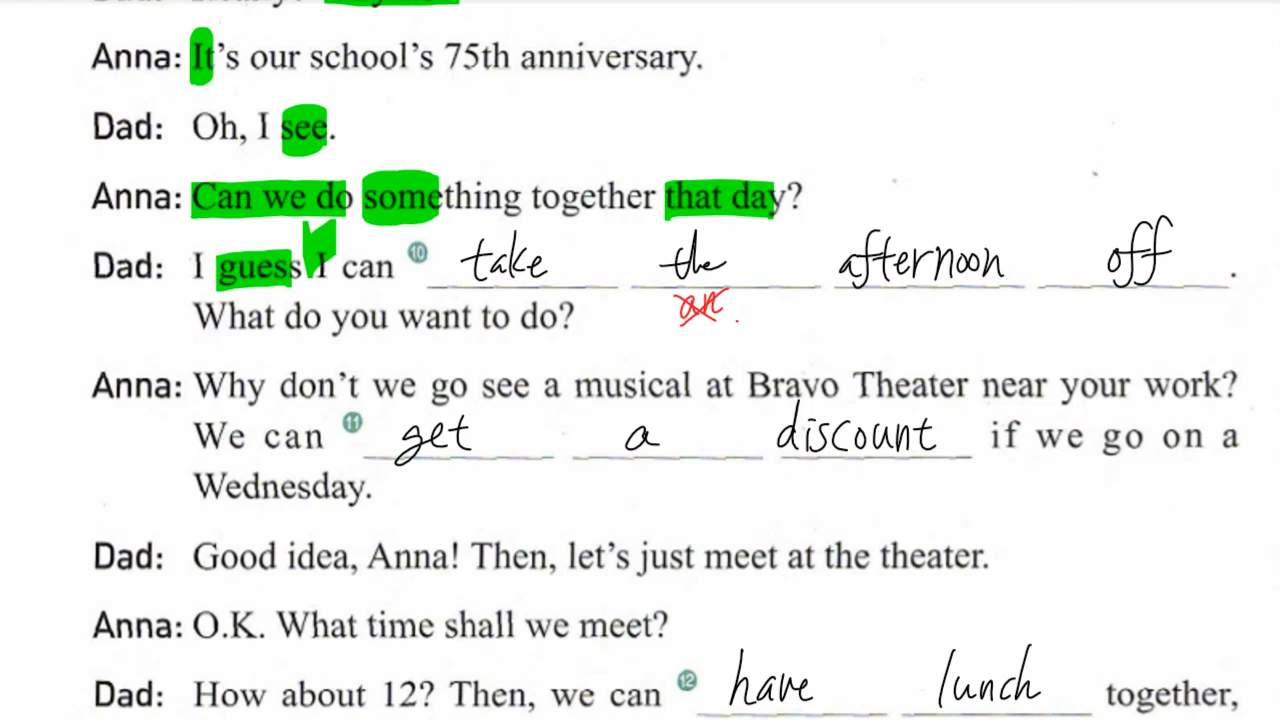 Anna: It's our school's 75th anniversary.
Dad: Oh, I see.
Anna: Can we do something together that day?
Dad: I guess I can ⑩ take the afternoon off .
an.
What do you want to do?
Anna: Why don't we go see a musical at Bravo Theater near your work?
We can ⑪ get a discount if we go on a
Wednesday.
Dad: Good idea, Anna! Then, let's just meet at the theater.
Anna: O.K. What time shall we meet?
Dad: How about 12? Then, we can ⑫ have lunch together,